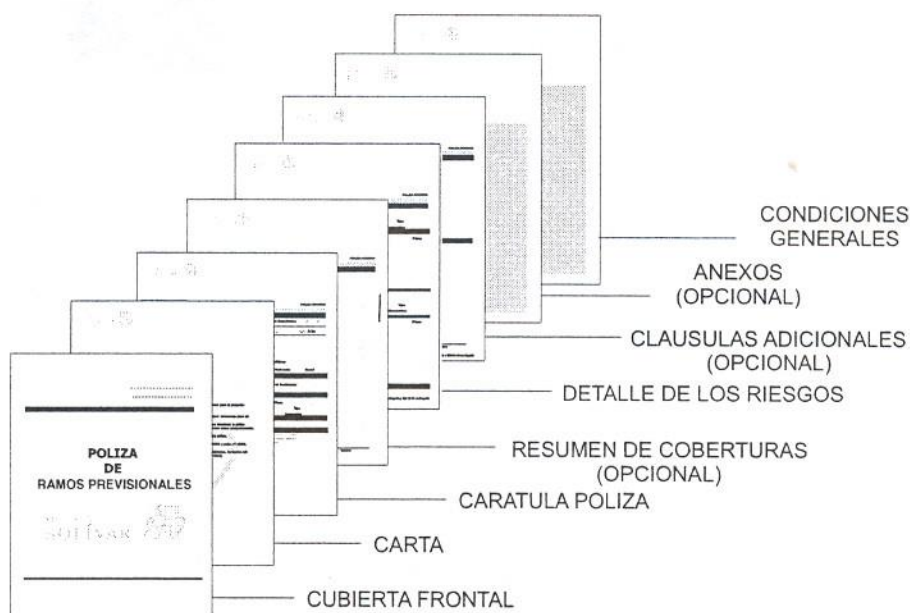 CONDICIONES
GENERALES
ANEXOS
(OPCIONAL)
CLAUSULAS ADICIONALES
(OPCIONAL)
DETALLE DE LOS RIESGOS
RESUMEN DE COBERTURAS
(OPCIONAL)
CARATULA POLIZA
CARTA
CUBIERTA FRONTAL
POLIZA
DE
RAMOS PREVISIONALES
BOLÍVAR